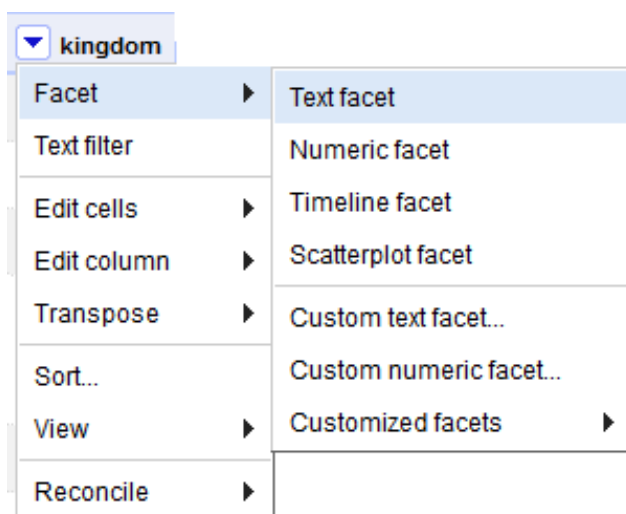 kingdom
Facet
Text filter
Edit cells
Edit column
Transpose
Sort...
View
Reconcile
Text facet
Numeric facet
Timeline facet
Scatterplot facet
Custom text facet...
Custom numeric facet...
Customized facets